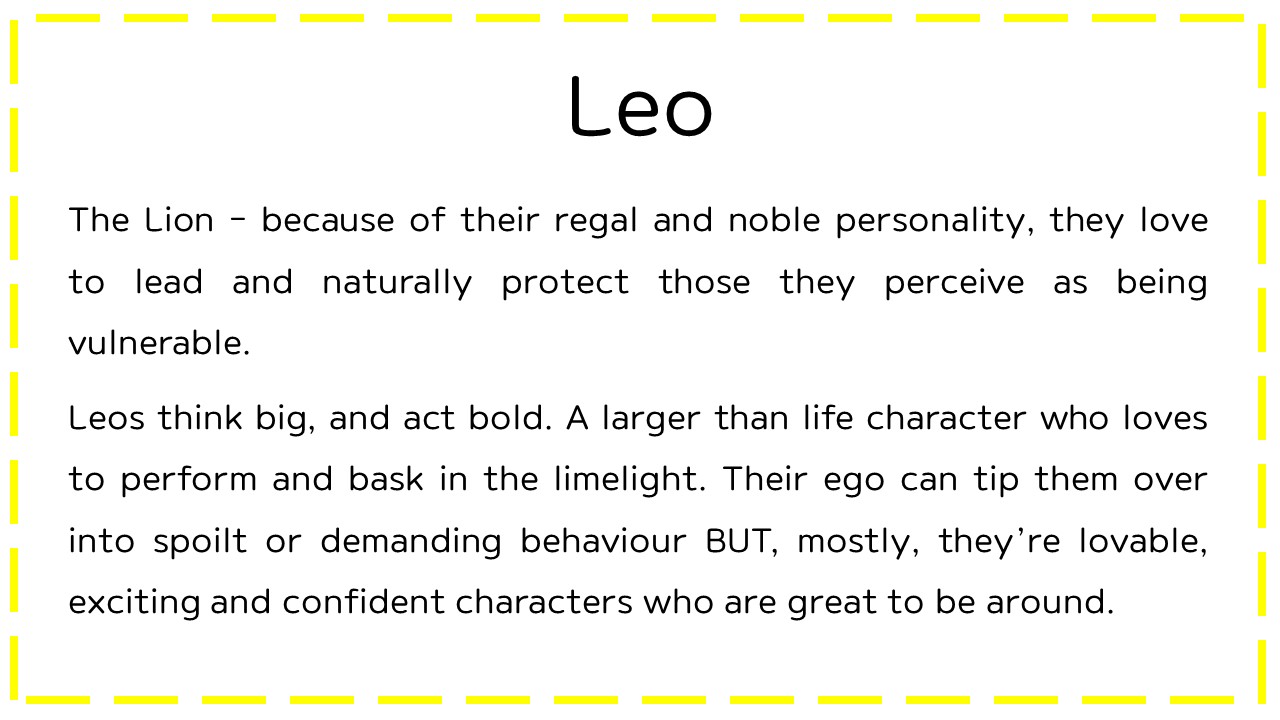 Leo
The Lion – because of their regal and noble personality, they love
to lead and naturally protect those they perceive as being
vulnerable.
Leos think big, and act bold. A larger than life character who loves
to perform and bask in the limelight. Their ego can tip them over
into spoilt or demanding behaviour BUT, mostly, they’re lovable,
exciting and confident characters who are great to be around.